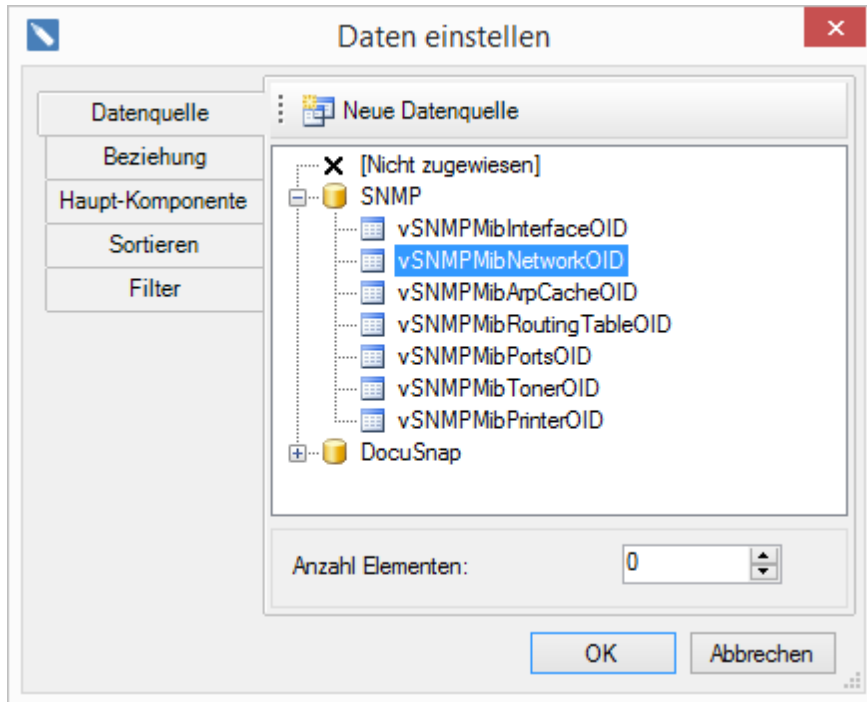 Daten einstellen
Datenquelle
Beziehung
Haupt-Komponente
Sortieren
Filter
Neue Datenquelle
[Nicht zugewiesen]
SNMP
vSNMPMibInterfaceOID
vSNMPMibNetworkOID
vSNMPMibArpCacheOID
vSNMPMibRoutingTableOID
vSNMPMibPortsOID
vSNMPMibTonerOID
vSNMPMibPrinterOID
DocuSnap
Anzahl Elementen: 0
OK Abbrechen